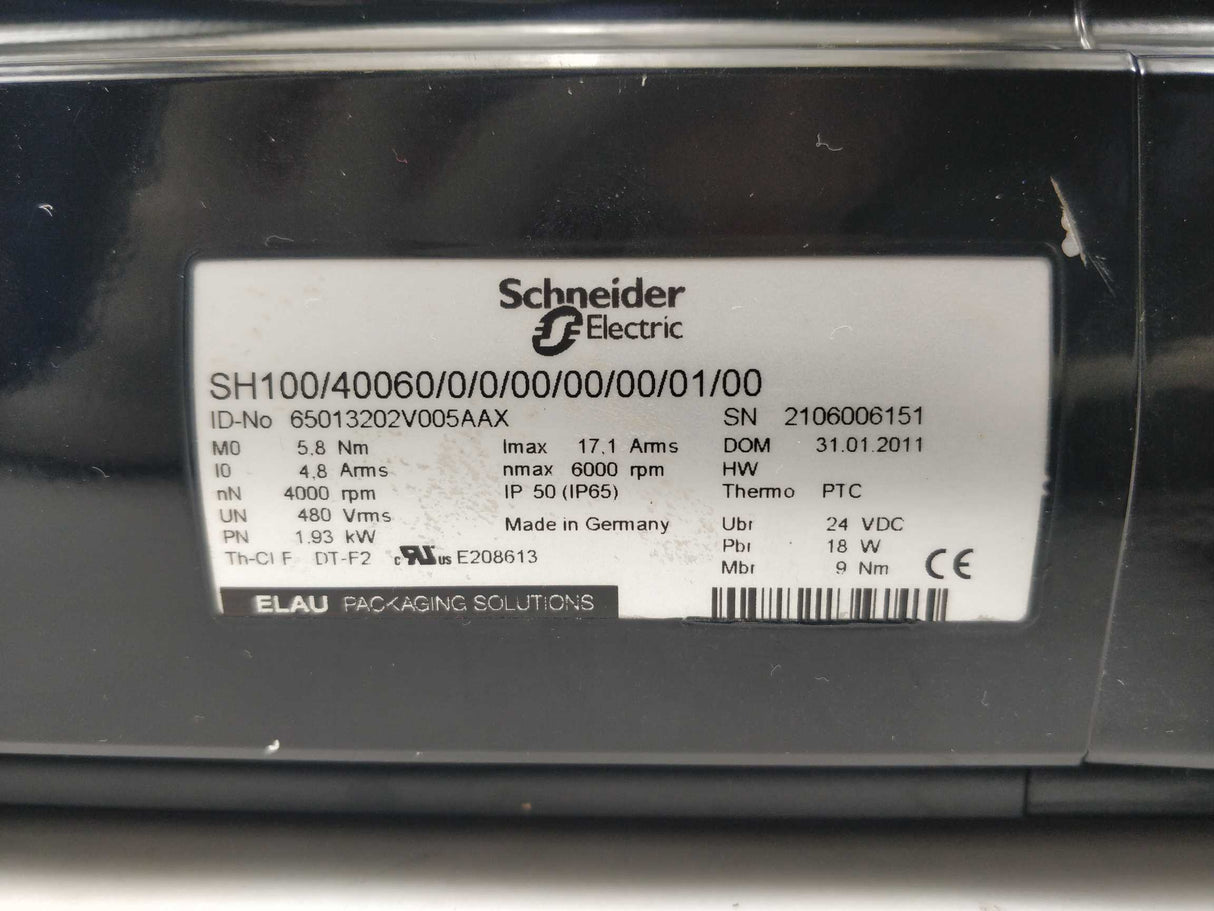 Schneider
Electric
SH100/40060/0/0/00/00/00/01/00
ID-No 65013202V005AAX SN 2106006151
M0 5,8 Nm Imax 17,1 Arms DOM 31.01.2011
I0 4,8 Arms nmax 6000 rpm HW
nN 4000 rpm IP 50 (IP65) Thermo PTC
UN 480 Vrms Made in Germany Ubr 24 VDC
PN 1,93 kW Pbr 18 W
Th-Cl F DT-F2 c RU us E208613 Mbr 9 Nm CE
ELAU PACKAGING SOLUTIONS